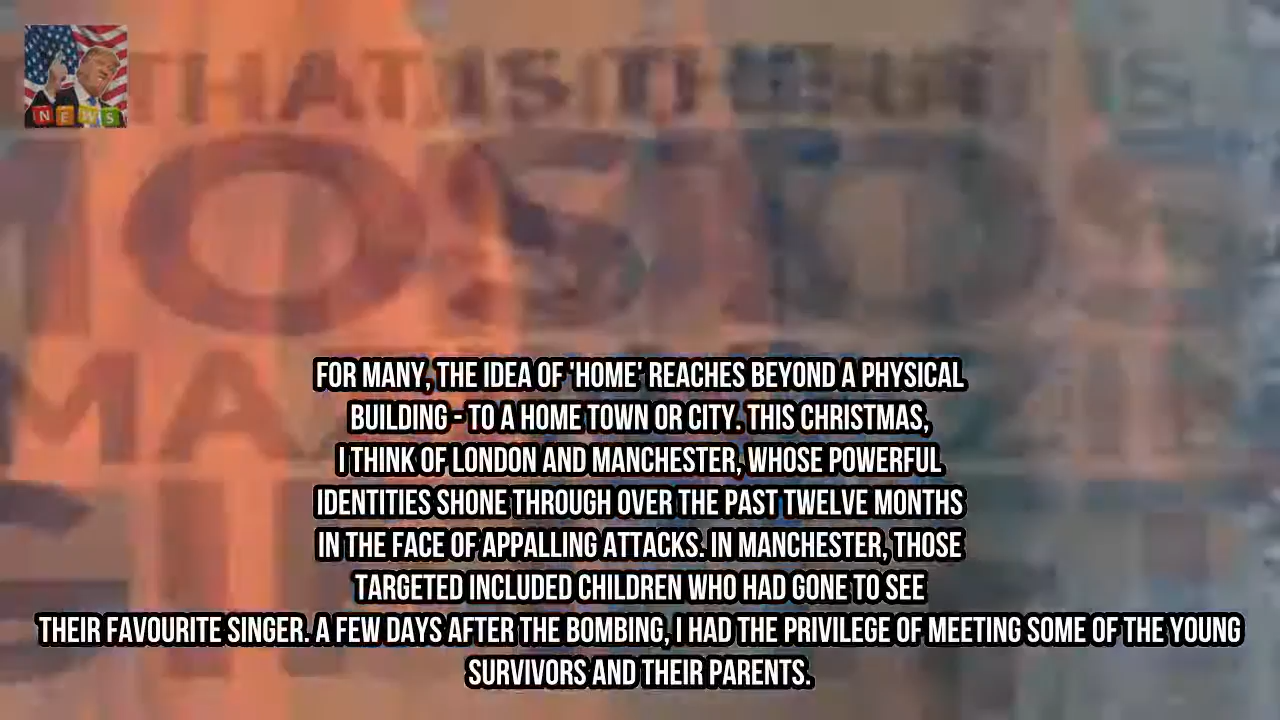 NEWS
THAT IS THE
FOR MANY, THE IDEA OF 'HOME' REACHES BEYOND A PHYSICAL
BUILDING - TO A HOME TOWN OR CITY. THIS CHRISTMAS,
I THINK OF LONDON AND MANCHESTER, WHOSE POWERFUL
IDENTITIES SHONE THROUGH OVER THE PAST TWELVE MONTHS
IN THE FACE OF APPALLING ATTACKS. IN MANCHESTER, THOSE
TARGETED INCLUDED CHILDREN WHO HAD GONE TO SEE
THEIR FAVOURITE SINGER. A FEW DAYS AFTER THE BOMBING, I HAD THE PRIVILEGE OF MEETING SOME OF THE YOUNG
SURVIVORS AND THEIR PARENTS.